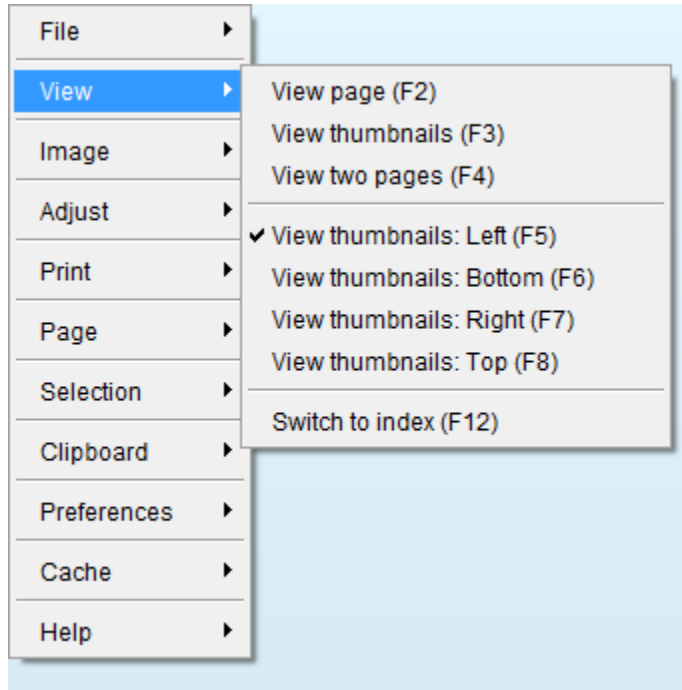 File
View
View page (F2)
View thumbnails (F3)
View two pages (F4)
View thumbnails: Left (F5)
View thumbnails: Bottom (F6)
View thumbnails: Right (F7)
View thumbnails: Top (F8)
Switch to index (F12)
Image
Adjust
Print
Page
Selection
Clipboard
Preferences
Cache
Help